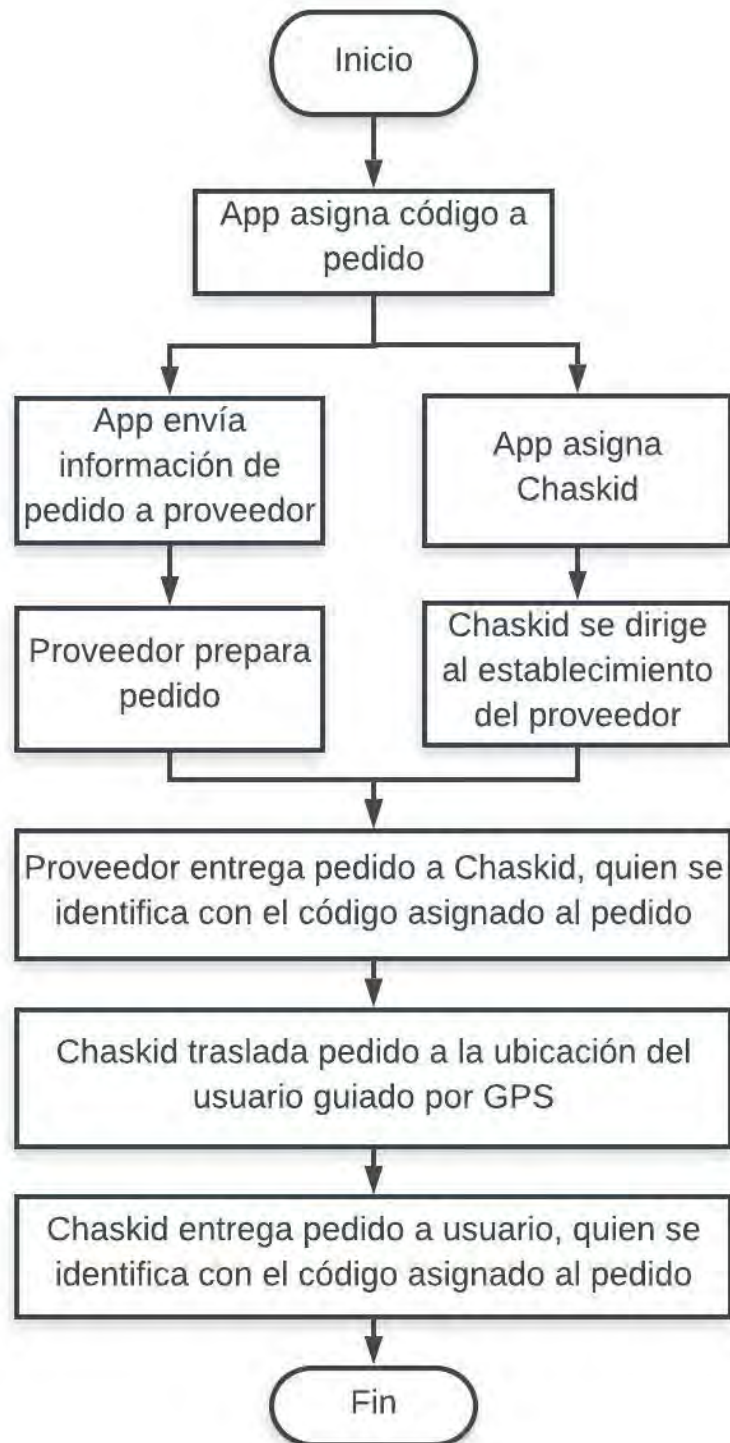 Inicio
App asigna código a
pedido
App envía
información de
pedido a proveedor
App asigna
Chaskid
Proveedor prepara
pedido
Chaskid se dirige
al establecimiento
del proveedor
Proveedor entrega pedido a Chaskid, quien se
identifica con el código asignado al pedido
Chaskid traslada pedido a la ubicación del
usuario guiado por GPS
Chaskid entrega pedido a usuario, quien se
identifica con el código asignado al pedido
Fin